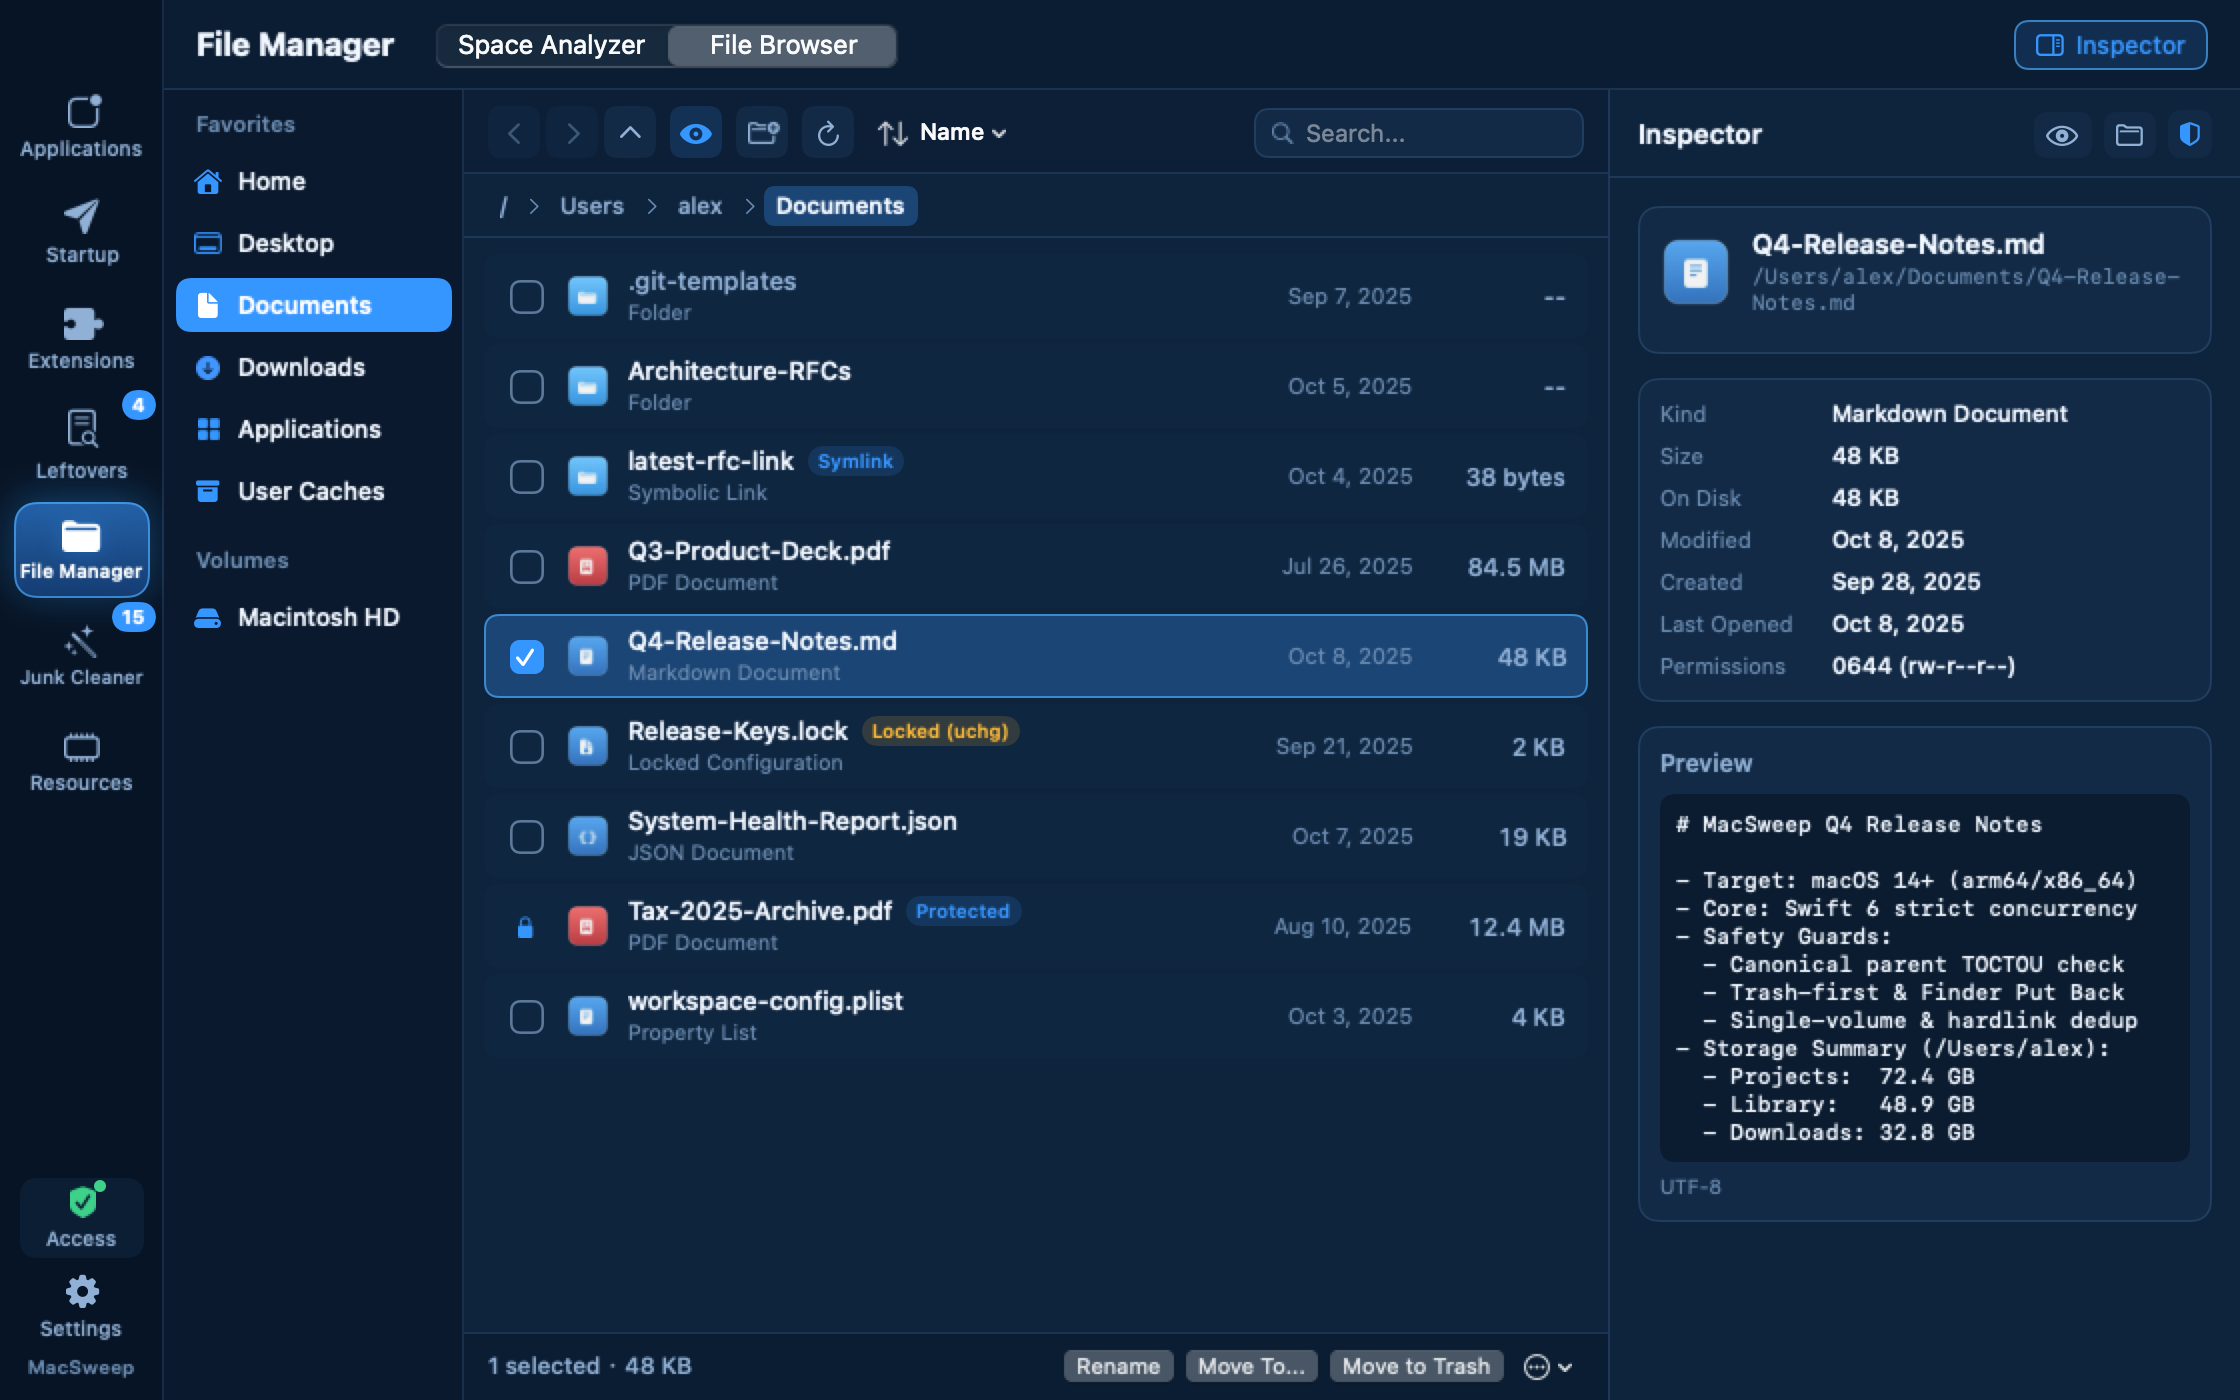 File Manager
Space Analyzer
File Browser
Inspector
Applications
Startup
Extensions
4
Leftovers
File Manager
15
Junk Cleaner
Resources
Access
Settings
MacSweep
Favorites
Home
Desktop
Documents
Downloads
Applications
User Caches
Volumes
Macintosh HD
Name
Search...
/ > Users > alex > Documents
.git-templates
Folder
Sep 7, 2025
--
Architecture-RFCs
Folder
Oct 5, 2025
--
latest-rfc-link Symlink
Symbolic Link
Oct 4, 2025
38 bytes
Q3-Product-Deck.pdf
PDF Document
Jul 26, 2025
84.5 MB
Q4-Release-Notes.md
Markdown Document
Oct 8, 2025
48 KB
Release-Keys.lock Locked (uchg)
Locked Configuration
Sep 21, 2025
2 KB
System-Health-Report.json
JSON Document
Oct 7, 2025
19 KB
Tax-2025-Archive.pdf Protected
PDF Document
Aug 10, 2025
12.4 MB
workspace-config.plist
Property List
Oct 3, 2025
4 KB
1 selected · 48 KB
Rename
Move To...
Move to Trash
Inspector
Q4-Release-Notes.md
/Users/alex/Documents/Q4-Release-
Notes.md
Kind Markdown Document
Size 48 KB
On Disk 48 KB
Modified Oct 8, 2025
Created Sep 28, 2025
Last Opened Oct 8, 2025
Permissions 0644 (rw-r--r--)
Preview
# MacSweep Q4 Release Notes
- Target: macOS 14+ (arm64/x86_64)
- Core: Swift 6 strict concurrency
- Safety Guards:
- Canonical parent TOCTOU check
- Trash-first & Finder Put Back
- Single-volume & hardlink dedup
- Storage Summary (/Users/alex):
- Projects: 72.4 GB
- Library: 48.9 GB
- Downloads: 32.8 GB
UTF-8